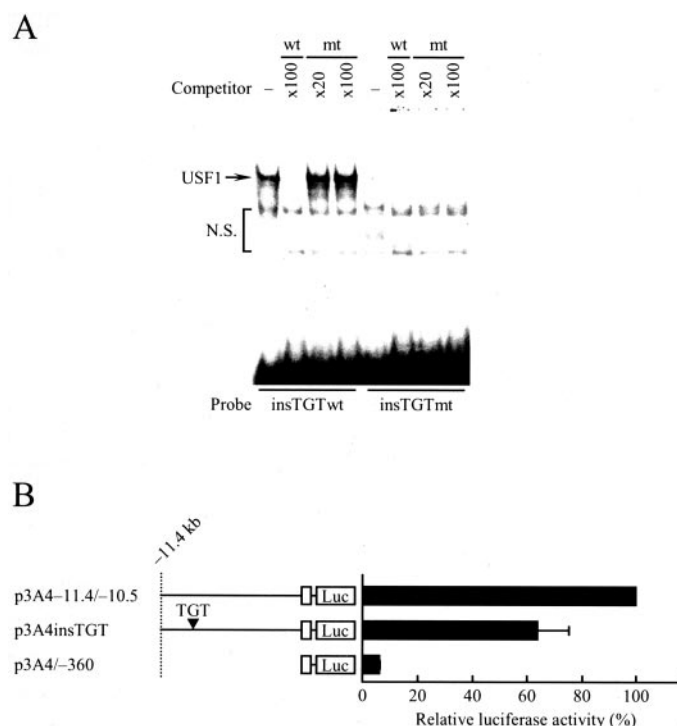 A
wt mt wt mt
Competitor – x100 x20 x100 – x100 x20 x100
USF1
N.S.
Probe insTGTwt insTGTmt
B
–11.4 kb
p3A4–11.4/–10.5 Luc
TGT
p3A4insTGT Luc
p3A4/–360 Luc
0 20 40 60 80 100
Relative luciferase activity (%)